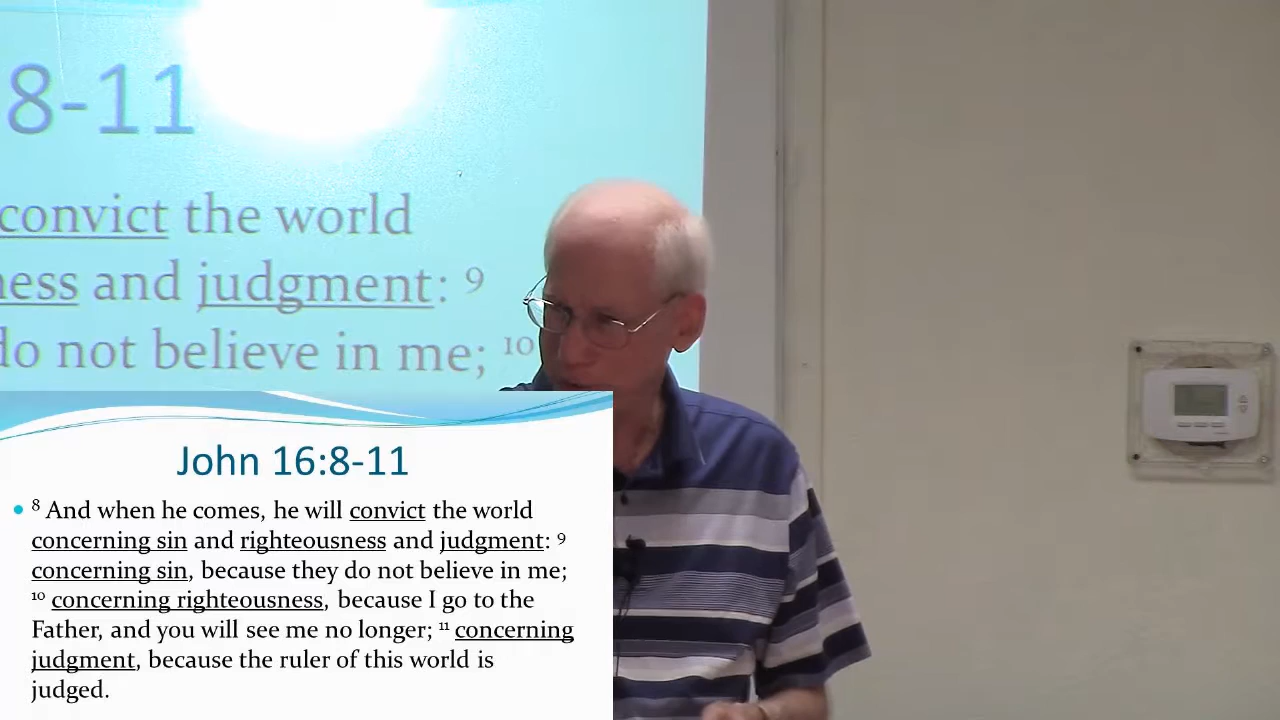 8-11
convict the world
ness and judgment: 9
do not believe in me; 10
John 16:8-11
8 And when he comes, he will convict the world
concerning sin and righteousness and judgment: 9
concerning sin, because they do not believe in me;
10 concerning righteousness, because I go to the
Father, and you will see me no longer; 11 concerning
judgment, because the ruler of this world is
judged.